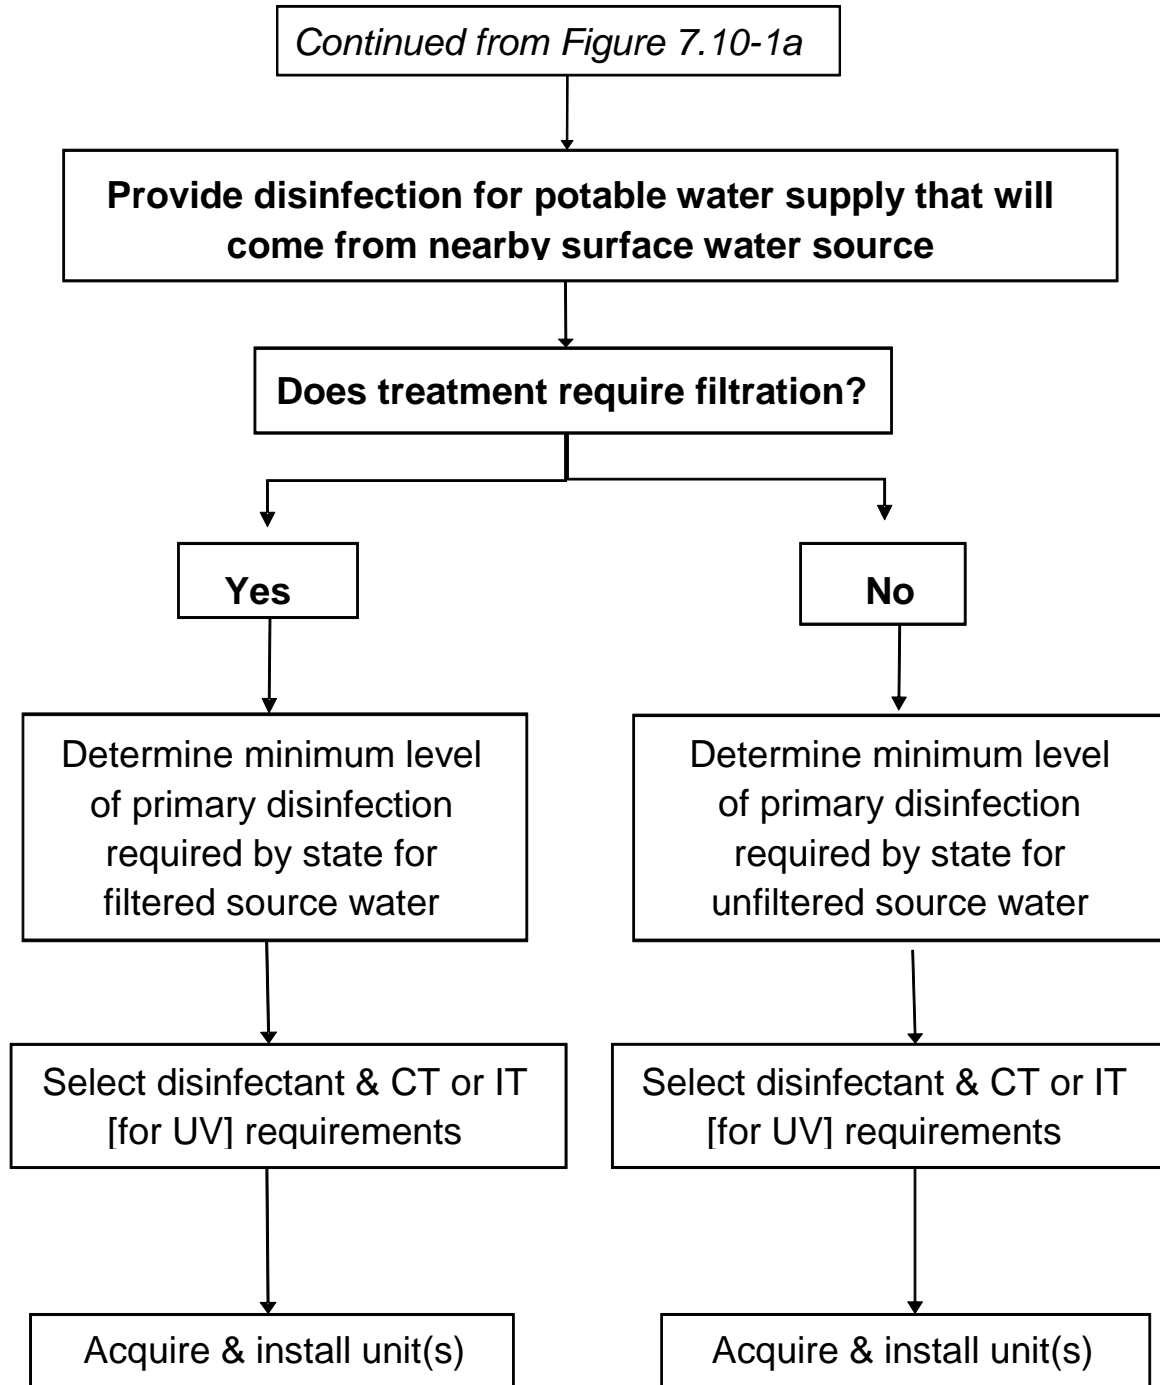 Continued from Figure 7.10-1a
Provide disinfection for potable water supply that will
come from nearby surface water source
Does treatment require filtration?
Yes
No
Determine minimum level
of primary disinfection
required by state for
filtered source water
Determine minimum level
of primary disinfection
required by state for
unfiltered source water
Select disinfectant & CT or IT
[for UV] requirements
Select disinfectant & CT or IT
[for UV] requirements
Acquire & install unit(s)
Acquire & install unit(s)